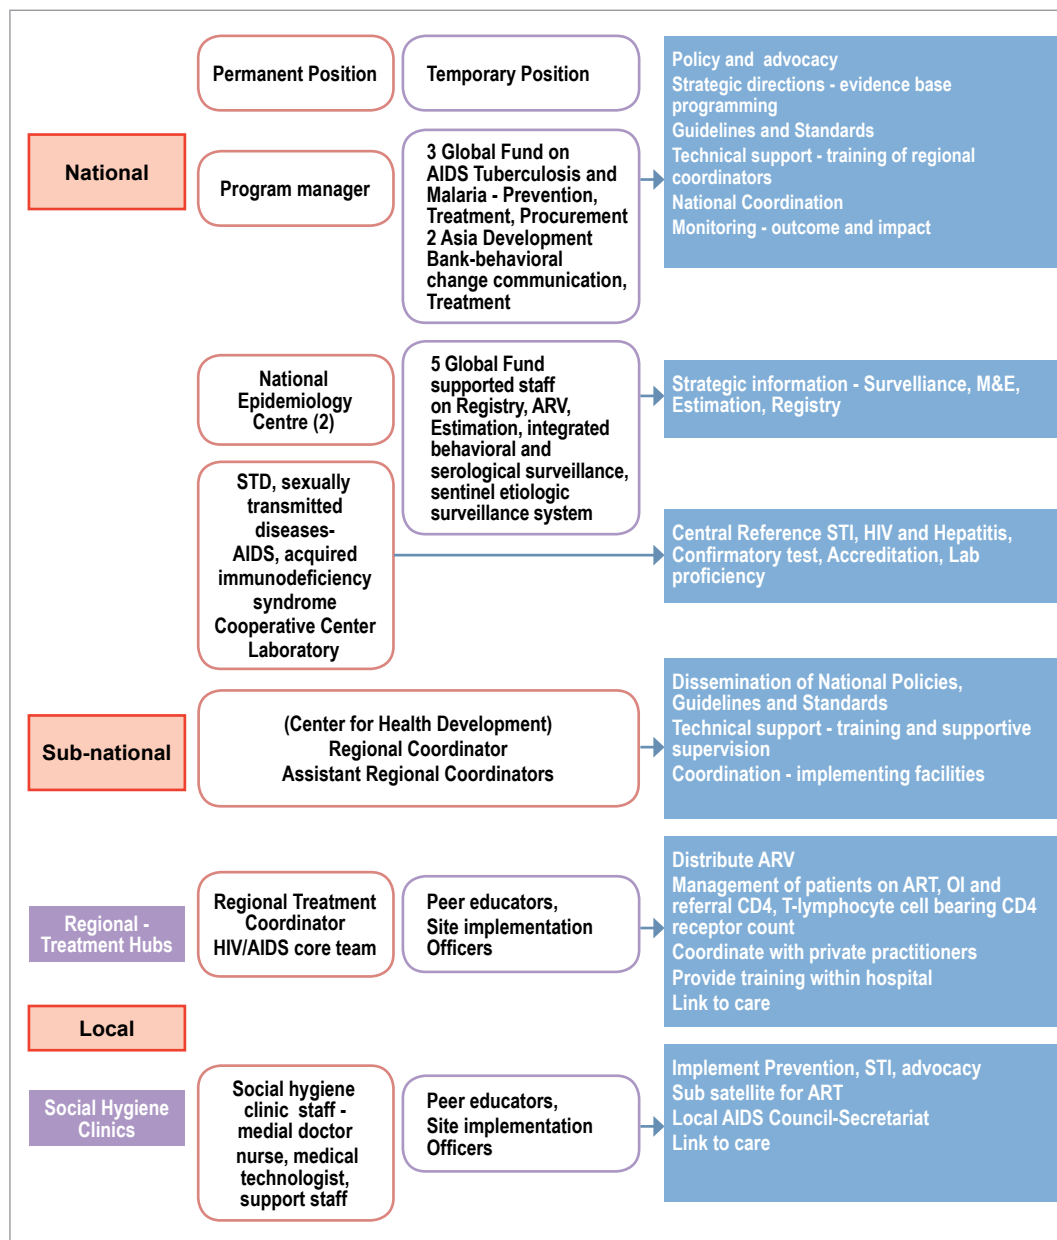 Permanent Position
Temporary Position
Policy and advocacy
Strategic directions - evidence base
programming
Guidelines and Standards
Technical support - training of regional
coordinators
National Coordination
Monitoring - outcome and impact
National
Program manager
3 Global Fund on
AIDS Tuberculosis and
Malaria - Prevention,
Treatment, Procurement
2 Asia Development
Bank-behavioral
change communication,
Treatment
National
Epidemiology
Centre (2)
5 Global Fund
supported staff
on Registry, ARV,
Estimation, integrated
behavioral and
serological surveillance,
sentinel etiologic
surveillance system
Strategic information - Survelliance, M&E,
Estimation, Registry
STD, sexually
transmitted
diseases-
AIDS, acquired
immunodeficiency
syndrome
Cooperative Center
Laboratory
Central Reference STI, HIV and Hepatitis,
Confirmatory test, Accreditation, Lab
proficiency
Sub-national
(Center for Health Development)
Regional Coordinator
Assistant Regional Coordinators
Dissemination of National Policies,
Guidelines and Standards
Technical support - training and supportive
supervision
Coordination - implementing facilities
Regional -
Treatment Hubs
Regional Treatment
Coordinator
HIV/AIDS core team
Peer educators,
Site implementation
Officers
Distribute ARV
Management of patients on ART, OI and
referral CD4, T-lymphocyte cell bearing CD4
receptor count
Coordinate with private practitioners
Provide training within hospital
Link to care
Local
Social Hygiene
Clinics
Social hygiene
clinic staff -
medial doctor
nurse, medical
technologist,
support staff
Peer educators,
Site implementation
Officers
Implement Prevention, STI, advocacy
Sub satellite for ART
Local AIDS Council-Secretariat
Link to care